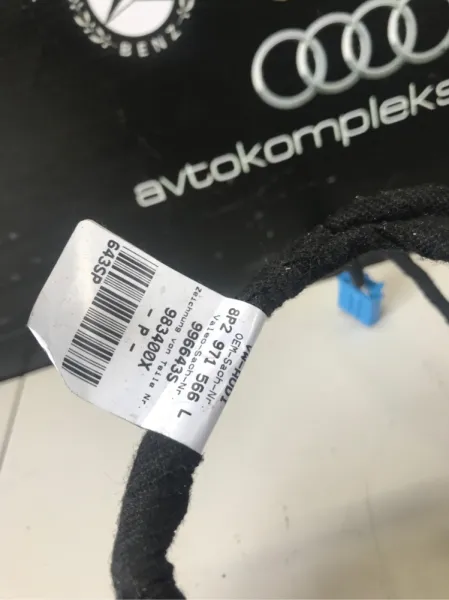 BENZ
avtokompleks
VW-AUDI
OEM-Sach-Nr
8P2 971 566 L
Valeo-Sach-Nr
996643S
Zeichnung von Teile Nr
983400X
- P -
643SP